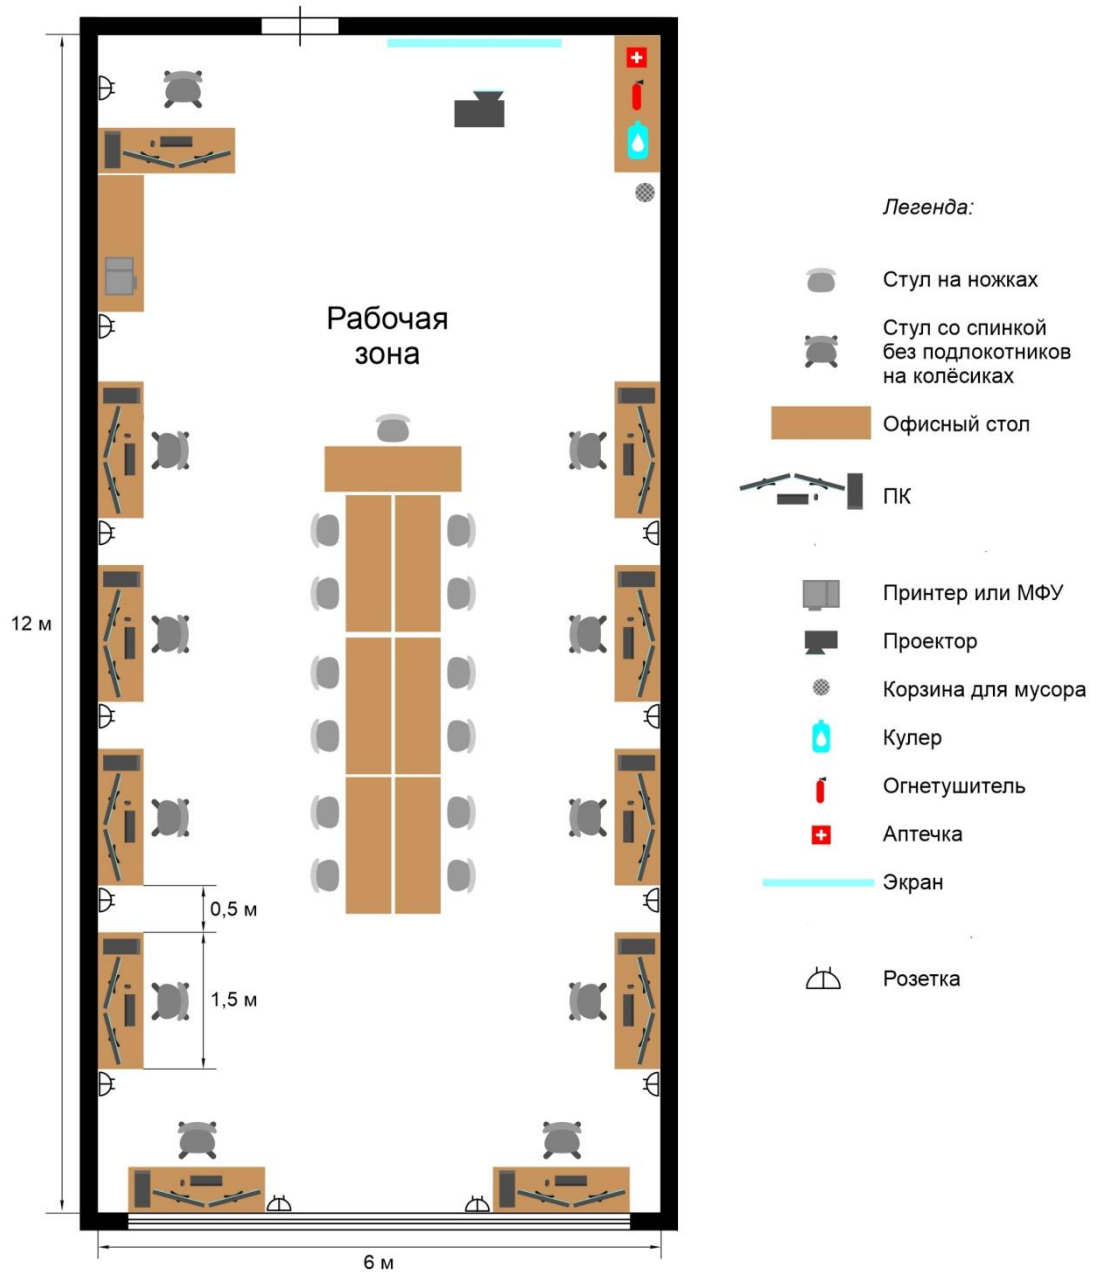 Легенда:
Стул на ножках
Стул со спинкой
без подлокотников
на колёсиках
Офисный стол
ПК
Принтер или МФУ
Проектор
Корзина для мусора
Кулер
Огнетушитель
Аптечка
Экран
Розетка
Рабочая
зона
12 м
0,5 м
1,5 м
6 м